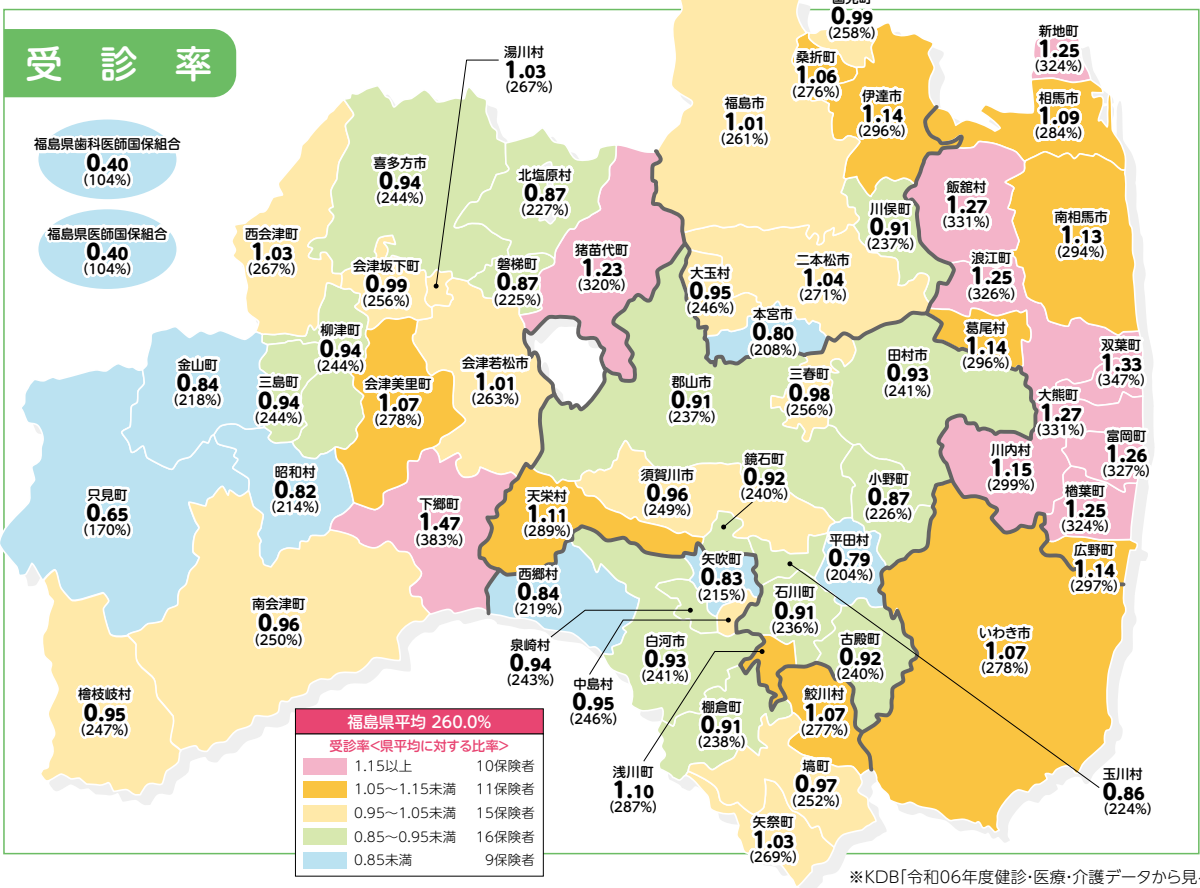 受診率
福島県歯科医師国保組合
0.40
(104%)
福島県医師国保組合
0.40
(104%)
湯川村
1.03
(267%)
0.99
(258%)
桑折町
1.06
(276%)
伊達市
1.14
(296%)
福島市
1.01
(261%)
新地町
1.25
(324%)
相馬市
1.09
(284%)
喜多方市
0.94
(244%)
北塩原村
0.87
(227%)
川俣町
0.91
(237%)
飯舘村
1.27
(331%)
南相馬市
1.13
(294%)
西会津町
1.03
(267%)
会津坂下町
0.99
(256%)
磐梯町
0.87
(225%)
猪苗代町
1.23
(320%)
大玉村
0.95
(246%)
二本松市
1.04
(271%)
浪江町
1.25
(326%)
本宮市
0.80
(208%)
葛尾村
1.14
(296%)
双葉町
1.33
(347%)
柳津町
0.94
(244%)
金山町
0.84
(218%)
三島町
0.94
(244%)
会津美里町
1.07
(278%)
会津若松市
1.01
(263%)
郡山市
0.91
(237%)
三春町
0.98
(256%)
田村市
0.93
(241%)
大熊町
1.27
(331%)
富岡町
1.26
(327%)
川内村
1.15
(299%)
楢葉町
1.25
(324%)
只見町
0.65
(170%)
昭和村
0.82
(214%)
下郷町
1.47
(383%)
天栄村
1.11
(289%)
須賀川市
0.96
(249%)
鏡石町
0.92
(240%)
小野町
0.87
(226%)
平田村
0.79
(204%)
広野町
1.14
(297%)
西郷村
0.84
(219%)
矢吹町
0.83
(215%)
石川町
0.91
(236%)
南会津町
0.96
(250%)
泉崎村
0.94
(243%)
白河市
0.93
(241%)
古殿町
0.92
(240%)
いわき市
1.07
(278%)
檜枝岐村
0.95
(247%)
中島村
0.95
(246%)
棚倉町
0.91
(238%)
鮫川村
1.07
(277%)
浅川町
1.10
(287%)
塙町
0.97
(252%)
玉川村
0.86
(224%)
矢祭町
1.03
(269%)
福島県平均 260.0%
受診率<県平均に対する比率>
1.15以上 10保険者
1.05～1.15未満 11保険者
0.95～1.05未満 15保険者
0.85～0.95未満 16保険者
0.85未満 9保険者
※KDB「令和06年度健診・医療・介護データから見